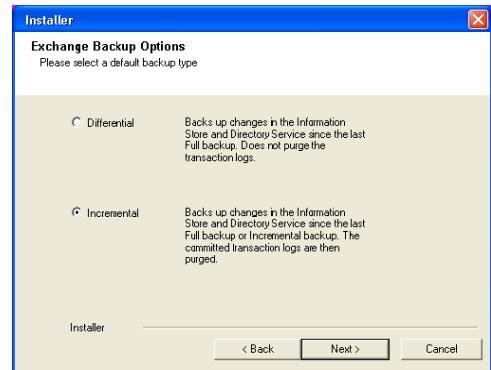 Installer
Exchange Backup Options
Please select a default backup type
Differential
Backs up changes in the Information
Store and Directory Service since the last
Full backup. Does not purge the
transaction logs.
Incremental
Backs up changes in the Information
Store and Directory Service since the last
Full backup or Incremental backup. The
committed transaction logs are then
purged.
Installer
< Back
Next >
Cancel